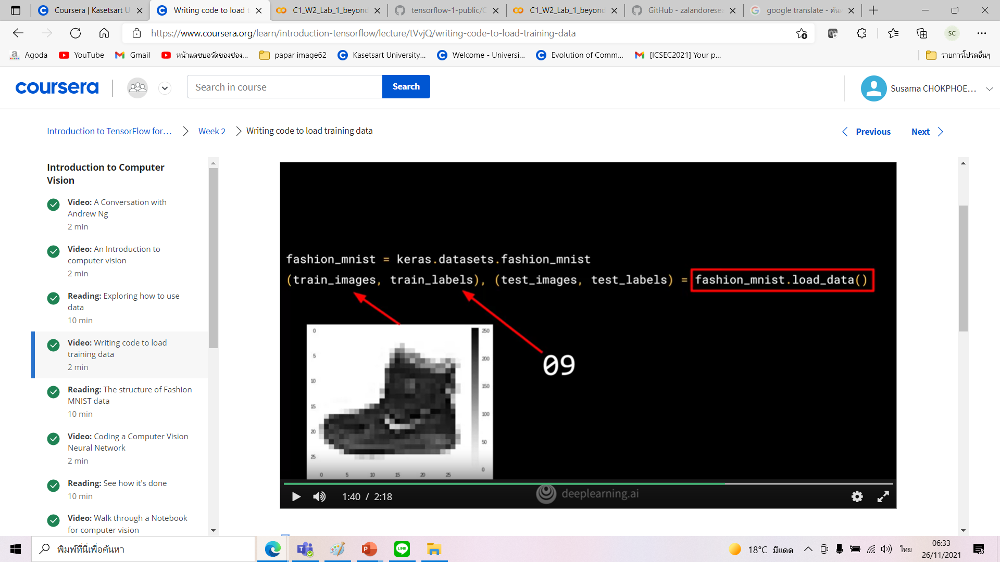 Coursera | Kasetsart U
Writing code to load t
C1_W2_Lab_1_beyond
tensorflow-1-public/C
C1_W2_Lab_1_beyond
GitHub - zalandoresea
google translate - ค้นห
https://www.coursera.org/learn/introduction-tensorflow/lecture/tVvjQ/writing-code-to-load-training-data
SC
Agoda
YouTube
Gmail
หน้าแดชบอร์ดของช่อง...
papar image62
Kasetsart University...
Welcome - Universi...
Evolution of Comm...
[ICSEC2021] Your p...
รายการโปรดอื่นๆ
coursera
Search in course
Search
Susama CHOKPHOE...
Introduction to TensorFlow for...
Week 2
Writing code to load training data
Previous
Next
Introduction to Computer
Vision
Video: A Conversation with
Andrew Ng
2 min
Video: An Introduction to
computer vision
2 min
Reading: Exploring how to use
data
10 min
Video: Writing code to load
training data
2 min
Reading: The structure of Fashion
MNIST data
10 min
Video: Coding a Computer Vision
Neural Network
2 min
Reading: See how it's done
10 min
Video: Walk through a Notebook
for computer vision
fashion_mnist = keras.datasets.fashion_mnist
(train_images, train_labels), (test_images, test_labels) = fashion_mnist.load_data()
09
0
5
10
15
20
25
0 5 10 15 20 25
250
200
150
100
50
0
1:40 / 2:18
deeplearning.ai
พิมพ์ที่นี่เพื่อค้นหา
LINE
18°C มีแดด
ไทย
06:33
26/11/2021